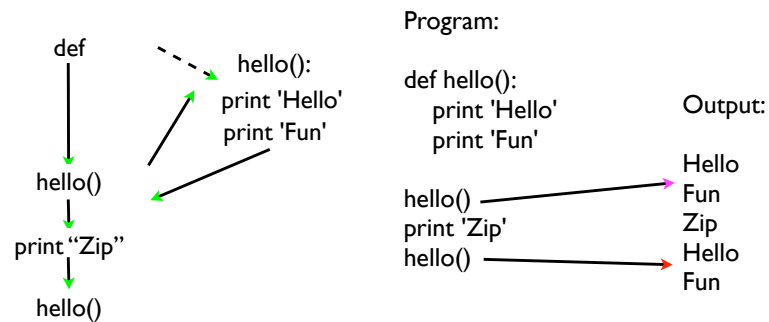 def
hello():
print 'Hello'
print 'Fun'
hello()
print “Zip”
hello()
Program:
def hello():
print 'Hello'
print 'Fun'
hello()
print 'Zip'
hello()
Output:
Hello
Fun
Zip
Hello
Fun